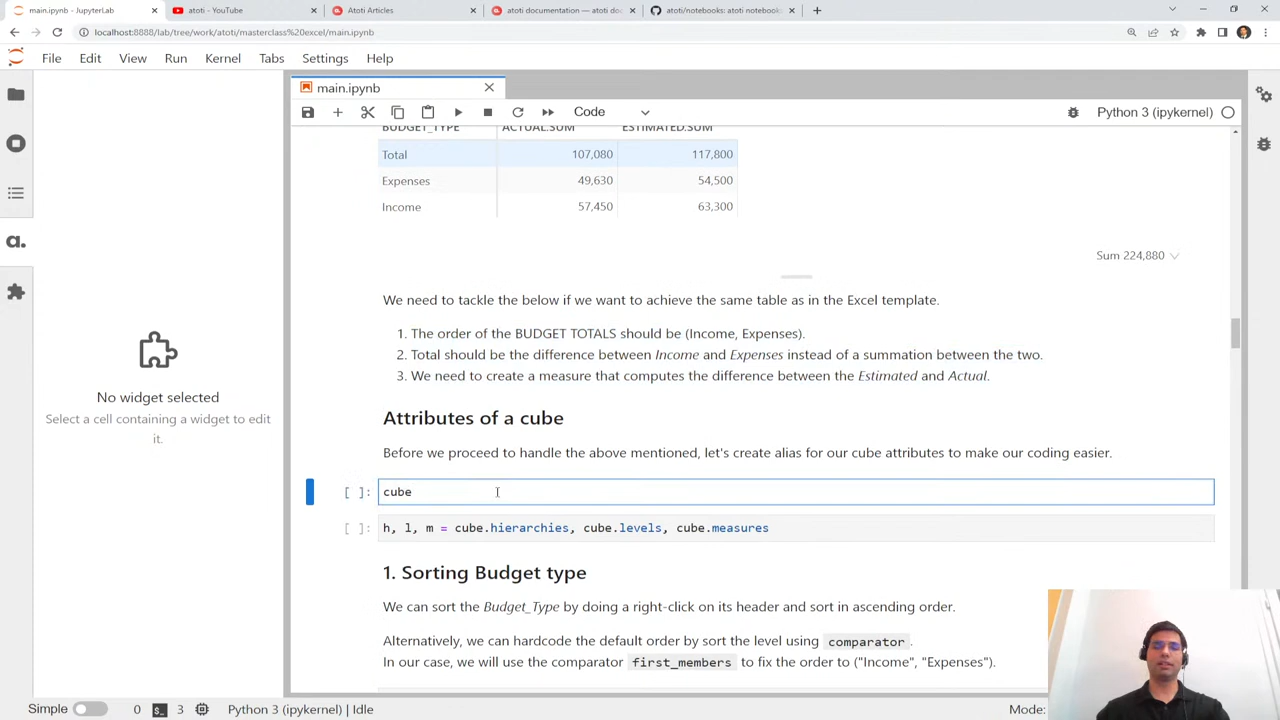 main.ipynb - JupyterLab
atoti - YouTube
Atoti Articles
atoti documentation — atoti doc
atoti/notebooks: atoti notebook
localhost:8888/lab/tree/work/atoti/masterclass%20excel/main.ipynb
File Edit View Run Kernel Tabs Settings Help
main.ipynb
Code
Python 3 (ipykernel)
BUDGET_TYPE ACTUAL.SUM ESTIMATED.SUM
Total 107,080 117,800
Expenses 49,630 54,500
Income 57,450 63,300
Sum 224,880
We need to tackle the below if we want to achieve the same table as in the Excel template.
1. The order of the BUDGET TOTALS should be (Income, Expenses).
2. Total should be the difference between Income and Expenses instead of a summation between the two.
3. We need to create a measure that computes the difference between the Estimated and Actual.
a.
No widget selected
Select a cell containing a widget to edit
it.
Attributes of a cube
Before we proceed to handle the above mentioned, let's create alias for our cube attributes to make our coding easier.
[ ]: cube
[ ]: h, l, m = cube.hierarchies, cube.levels, cube.measures
1. Sorting Budget type
We can sort the Budget_Type by doing a right-click on its header and sort in ascending order.
Alternatively, we can hardcode the default order by sort the level using comparator .
In our case, we will use the comparator first_members to fix the order to ("Income", "Expenses").
Simple 0 3 Python 3 (ipykernel) | Idle Mode: